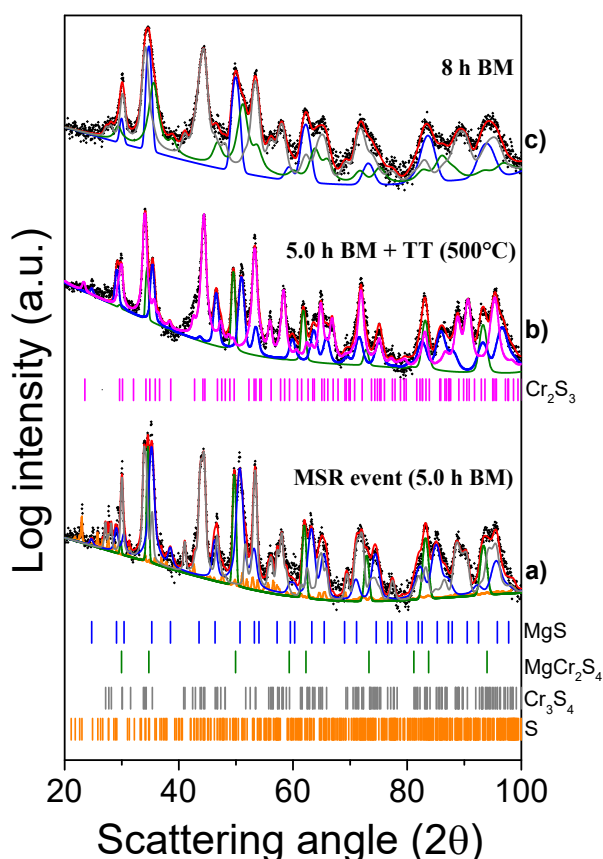 8 h BM
c)
5.0 h BM + TT (500°C)
b)
Cr₂S₃
MSR event (5.0 h BM)
a)
MgS
MgCr₂S₄
Cr₃S₄
S
20 40 60 80 100
Scattering angle (2θ)
Log intensity (a.u.)